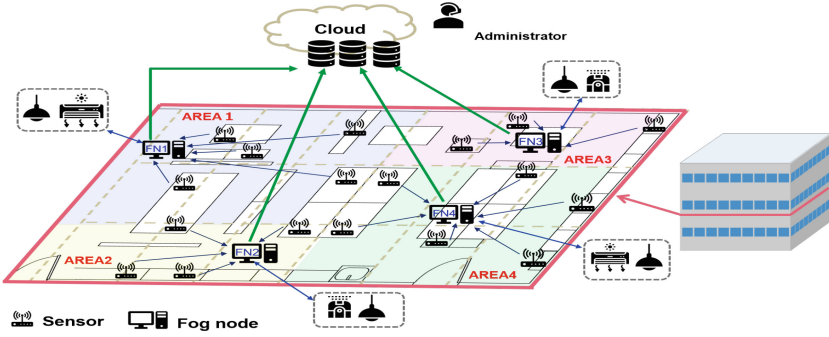 Cloud
Administrator
AREA 1
FN1
FN3
AREA3
FN4
AREA2
FN2
AREA4
Sensor
Fog node